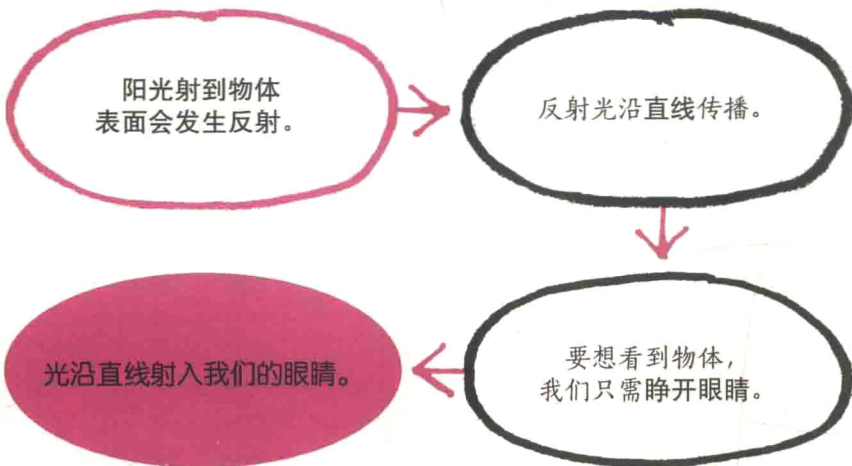 阳光射到物体
表面会发生反射。
反射光沿直线传播。
要想看到物体，
我们只需睁开眼睛。
光沿直线射入我们的眼睛。